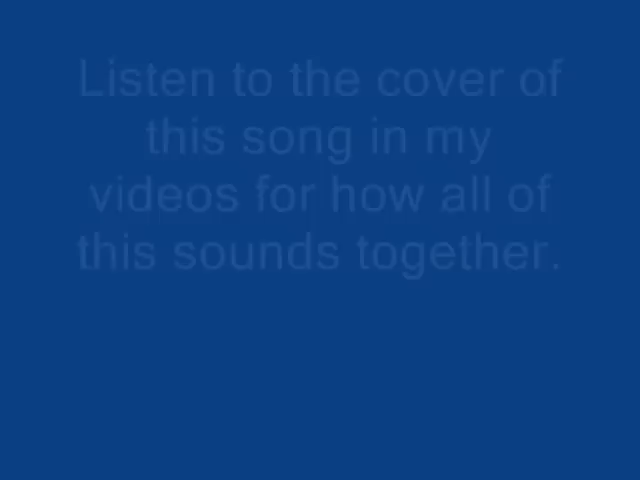 Listen to the cover of
this song in my
videos for how all of
this sounds together.